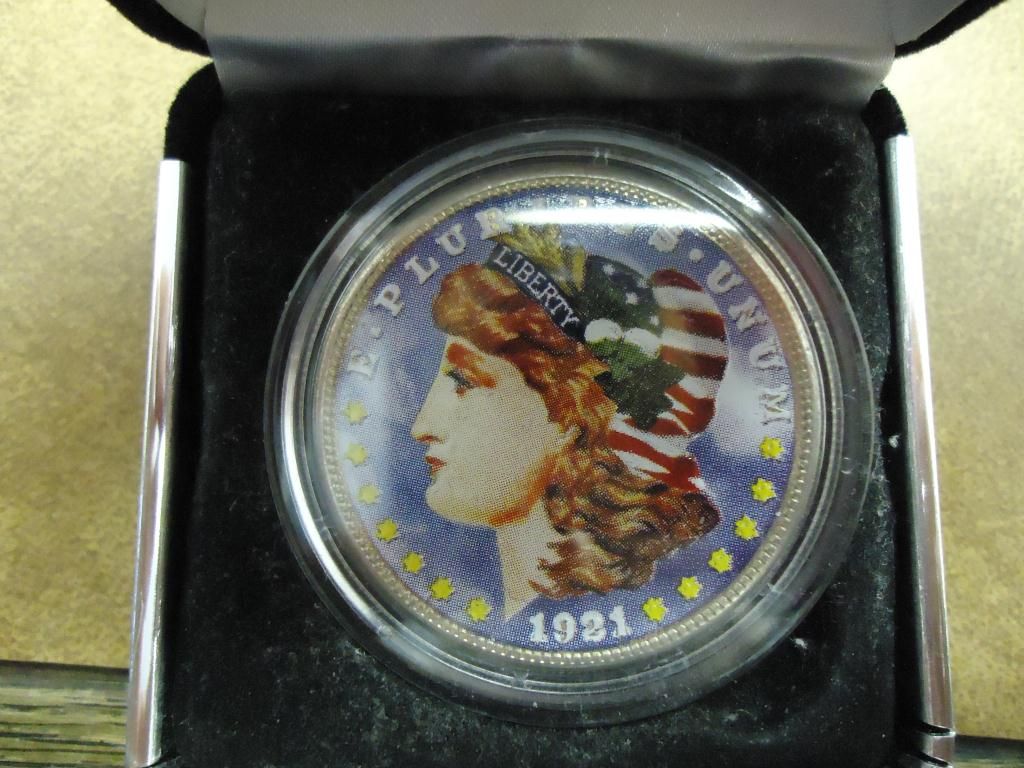 E · PLUR S · UNUM
LIBERTY
1921